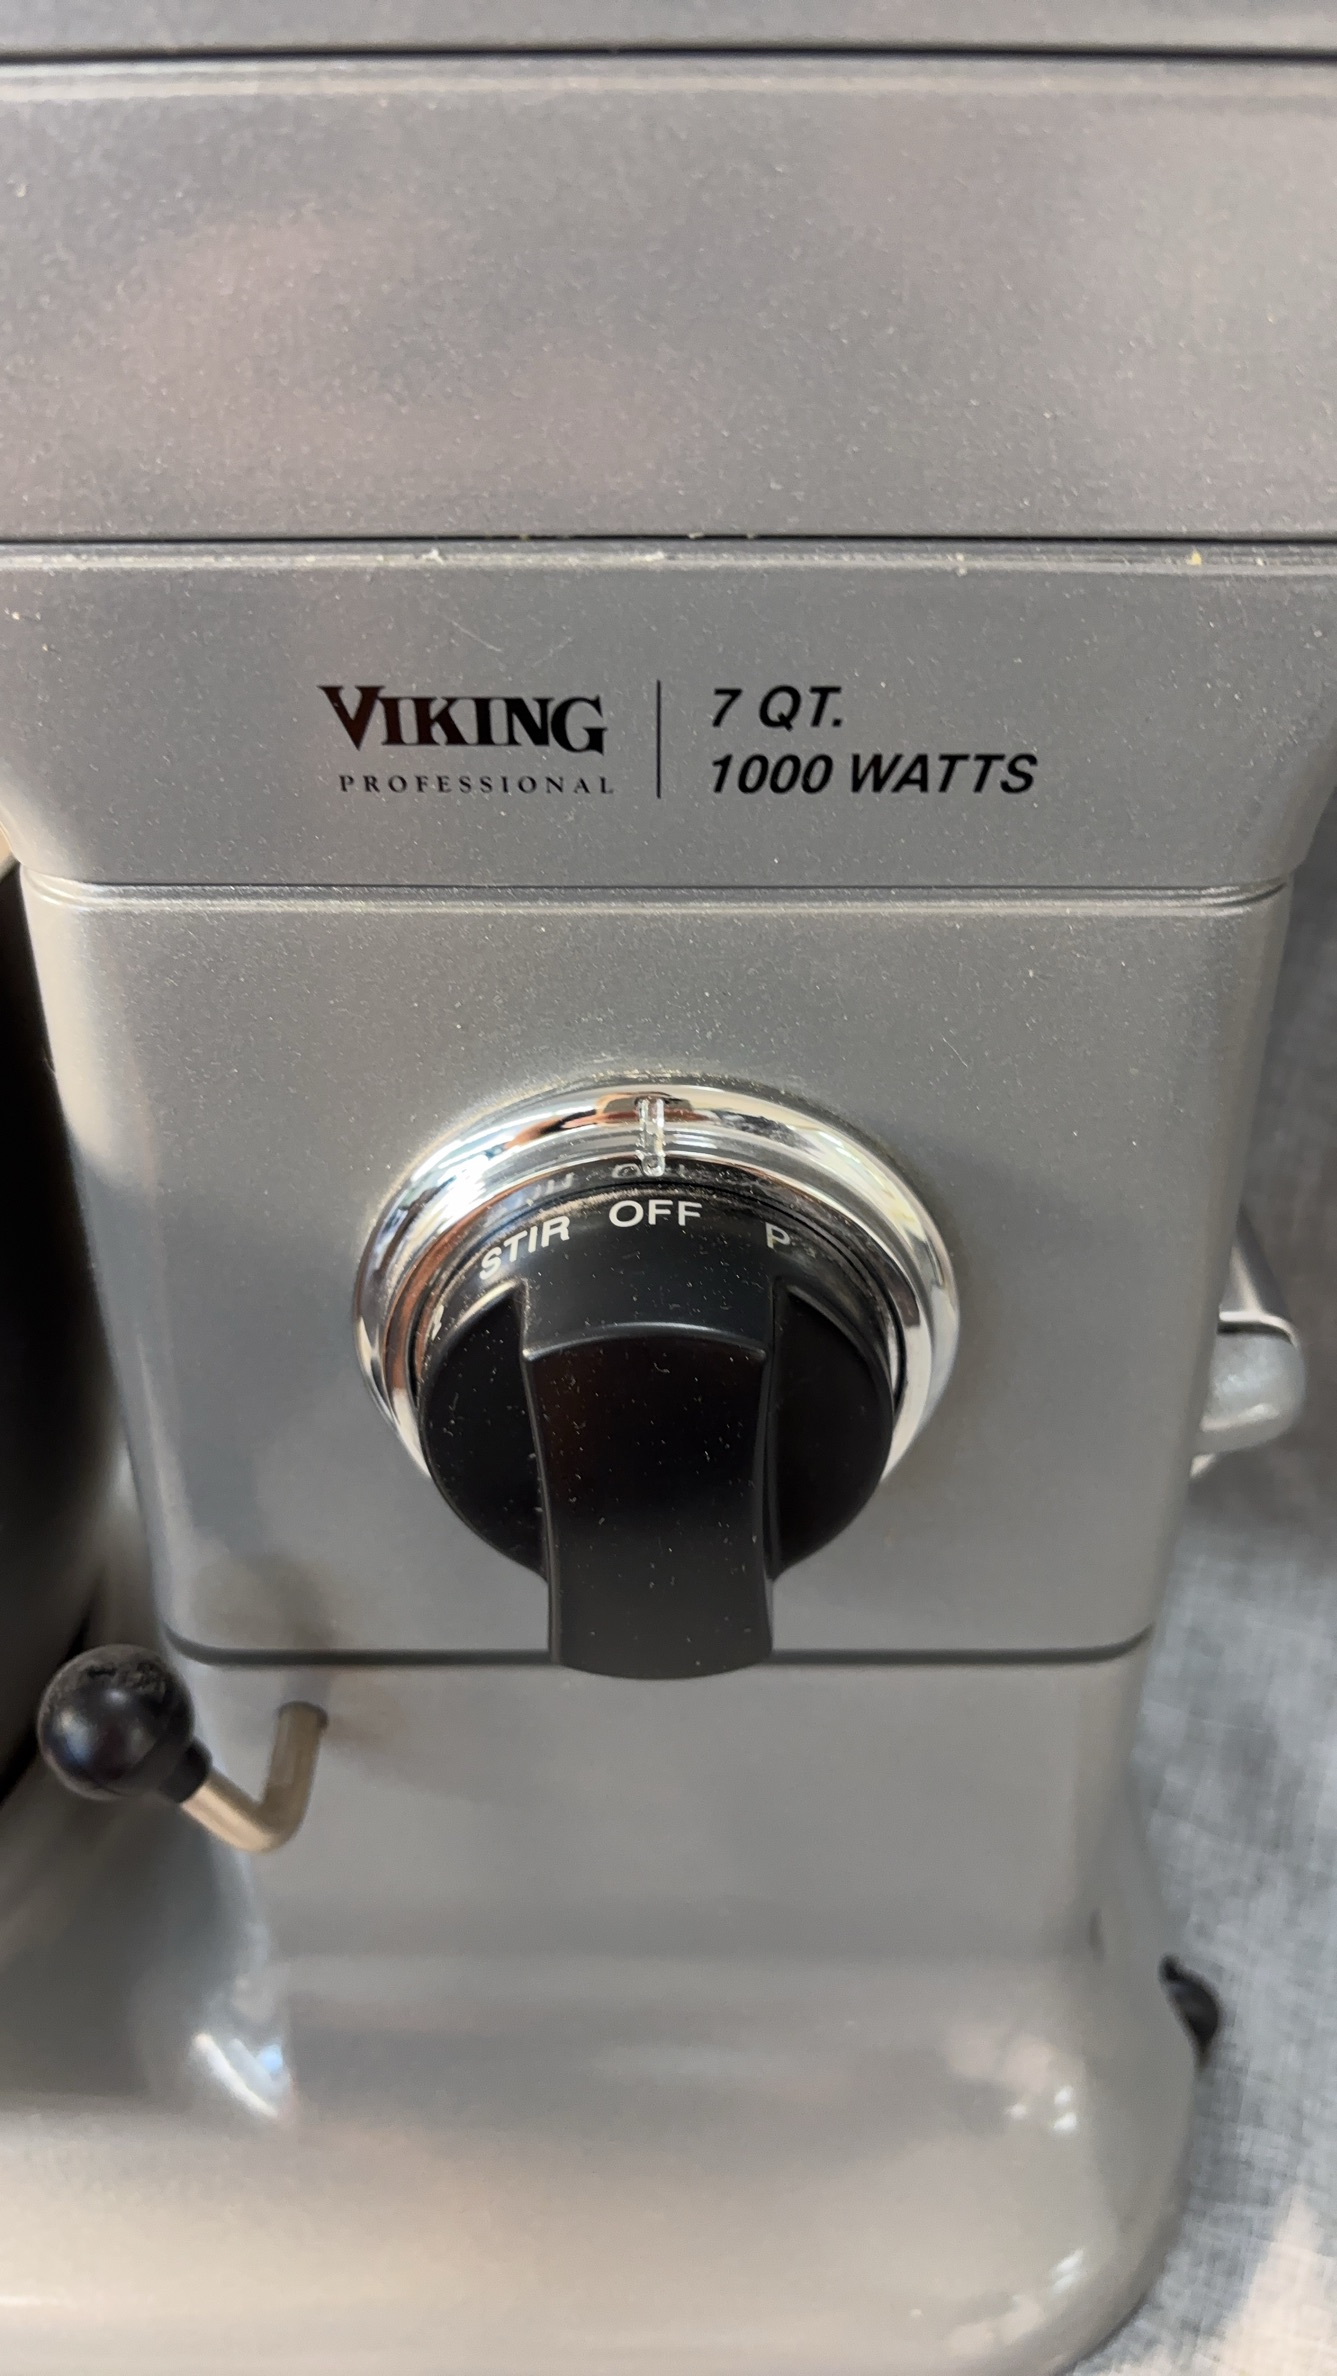 VIKING
PROFESSIONAL
7 QT.
1000 WATTS
STIR OFF P